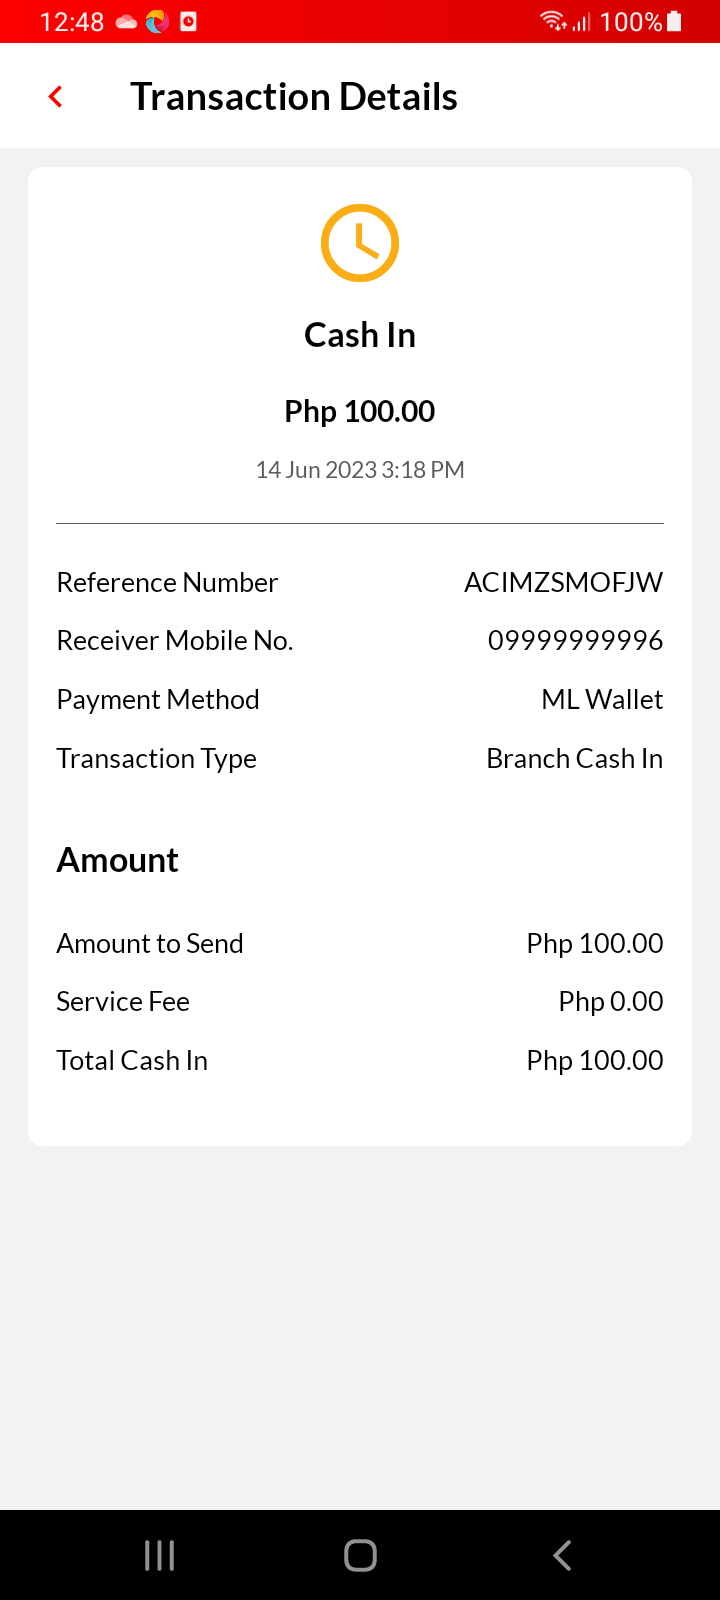 12:48
100%
Transaction Details
Cash In
Php 100.00
14 Jun 2023 3:18 PM
Reference Number ACIMZSMOFJW
Receiver Mobile No. 09999999996
Payment Method ML Wallet
Transaction Type Branch Cash In
Amount
Amount to Send Php 100.00
Service Fee Php 0.00
Total Cash In Php 100.00